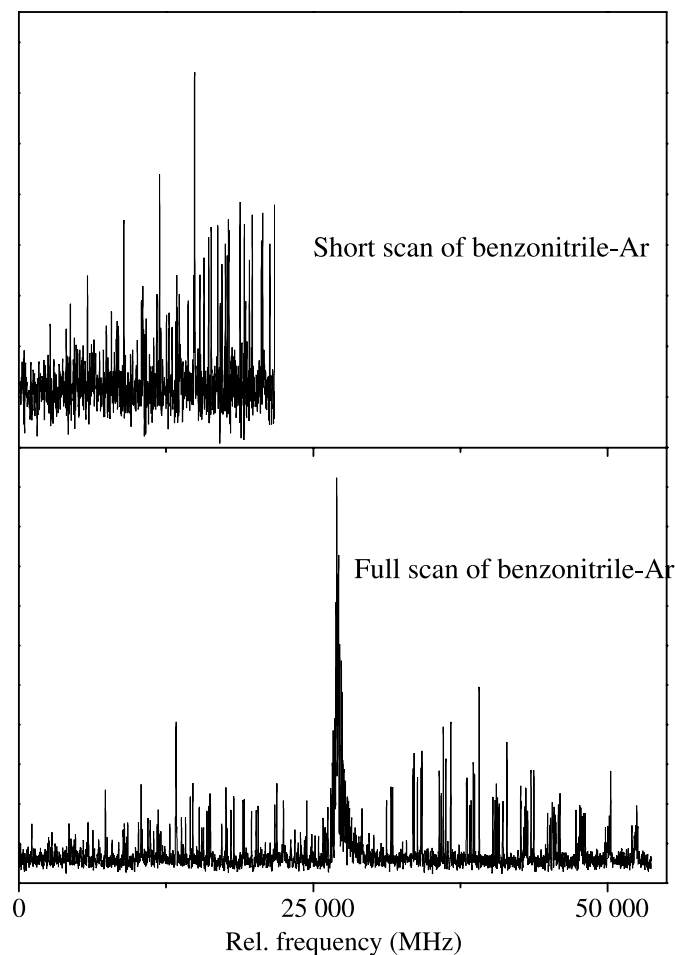 Short scan of benzonitrile-Ar
Full scan of benzonitrile-Ar
0 25 000 50 000
Rel. frequency (MHz)